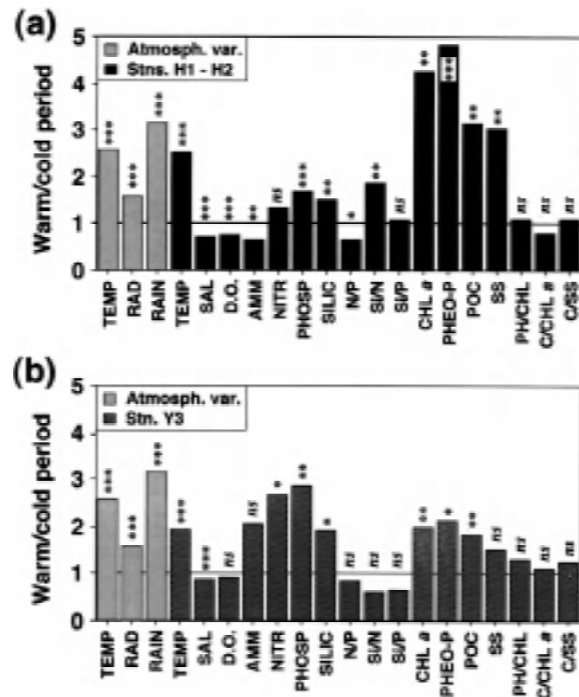 (a)
Atmosph. var.
Stns. H1 - H2
Warm/cold period
5
4
3
2
1
0
*** *** *** *** *** *** ** ns *** ** * ** ns ** *** ** ** ns ns ns
TEMP RAD RAIN TEMP SAL D.O. AMM NITR PHOSP SILIC N/P SI/N SI/P CHL a PHEO-P POC SS PH/CHL C/CHL a C/SS
(b)
Atmosph. var.
Stn. Y3
Warm/cold period
5
4
3
2
1
0
*** *** *** *** *** ns ns * ** * ns ns ns ** * ** ns ns ns ns
TEMP RAD RAIN TEMP SAL D.O. AMM NITR PHOSP SILIC N/P SI/N SI/P CHL a PHEO-P POC SS PH/CHL C/CHL a C/SS